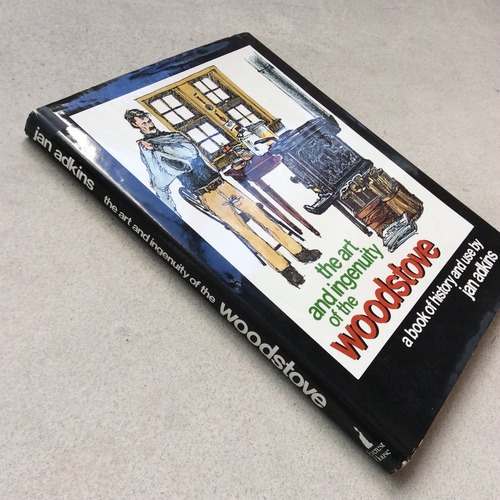 the art
and ingenuity
of the
woodstove
a book of history and use by
jan adkins
jan adkins
the art and ingenuity of the
woodstove